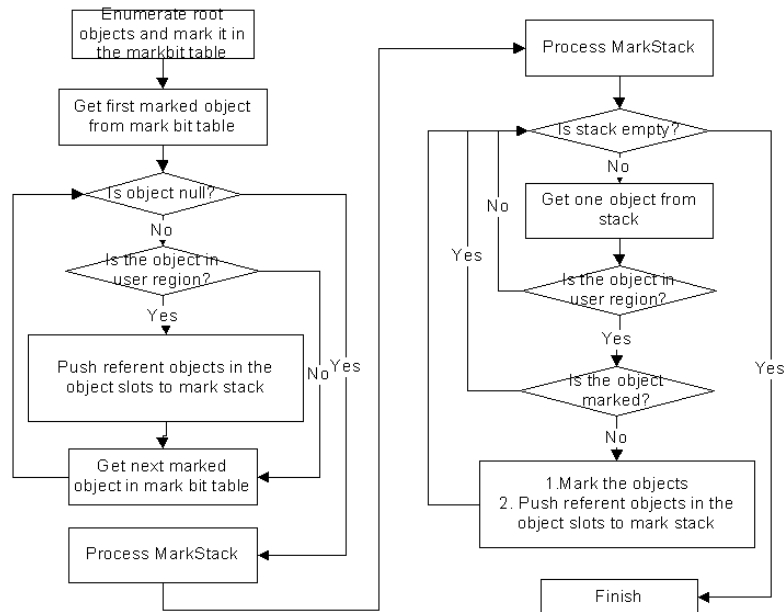 Enumerate root
objects and mark it in
the markbit table
Get first marked object
from mark bit table
Is object null?
No
Is the object in
user region?
Yes
Push referent objects in the
object slots to mark stack
No
Yes
Get next marked
object in mark bit table
Process MarkStack
Process MarkStack
Is stack empty?
No
Get one object from
stack
No
Yes
Is the object in
user region?
Yes
Yes
Is the object
marked?
No
1.Mark the objects
2. Push referent objects in the
object slots to mark stack
Finish